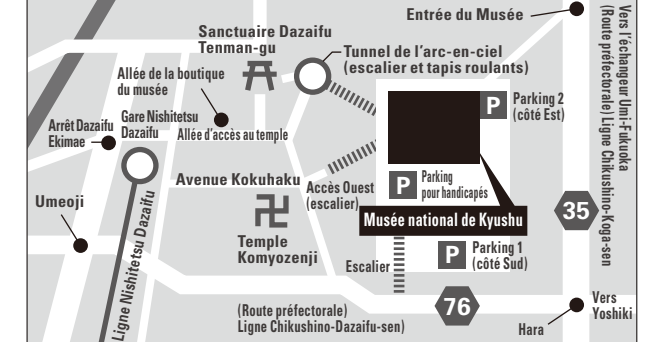 Entrée du Musée
Sanctuaire Dazaifu
Tenman-gu
Tunnel de l'arc-en-ciel
(escalier et tapis roulants)
Allée de la boutique
du musée
Parking 2
(côté Est)
P
Arrêt Dazaifu
Ekimae
Gare Nishitetsu
Dazaifu
Allée d'accès au temple
Avenue Kokuhaku
Accès Ouest
(escalier)
P
Parking
pour handicapés
Umeoji
Musée national de Kyushu
35
Temple
Komyozenji
Escalier
P
Parking 1
(côté Sud)
Ligne Nishitetsu Dazaifu
(Route préfectorale)
Ligne Chikushino-Dazaifu-sen)
76
Hara
Vers
Yoshiki
Vers l'échangeur Umi-Fukuoka
(Route préfectorale) Ligne Chikushino-Koga-sen